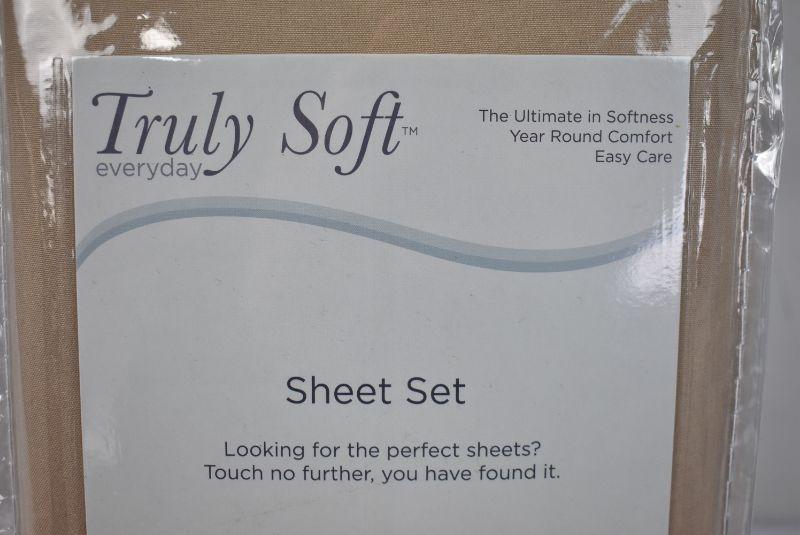 Truly Soft™
everyday
The Ultimate in Softness
Year Round Comfort
Easy Care
Sheet Set
Looking for the perfect sheets?
Touch no further, you have found it.